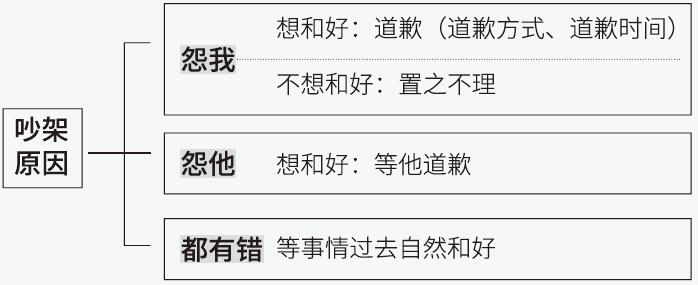 吵架
原因
怨我
想和好：道歉（道歉方式、道歉时间）
不想和好：置之不理
怨他
想和好：等他道歉
都有错
等事情过去自然和好